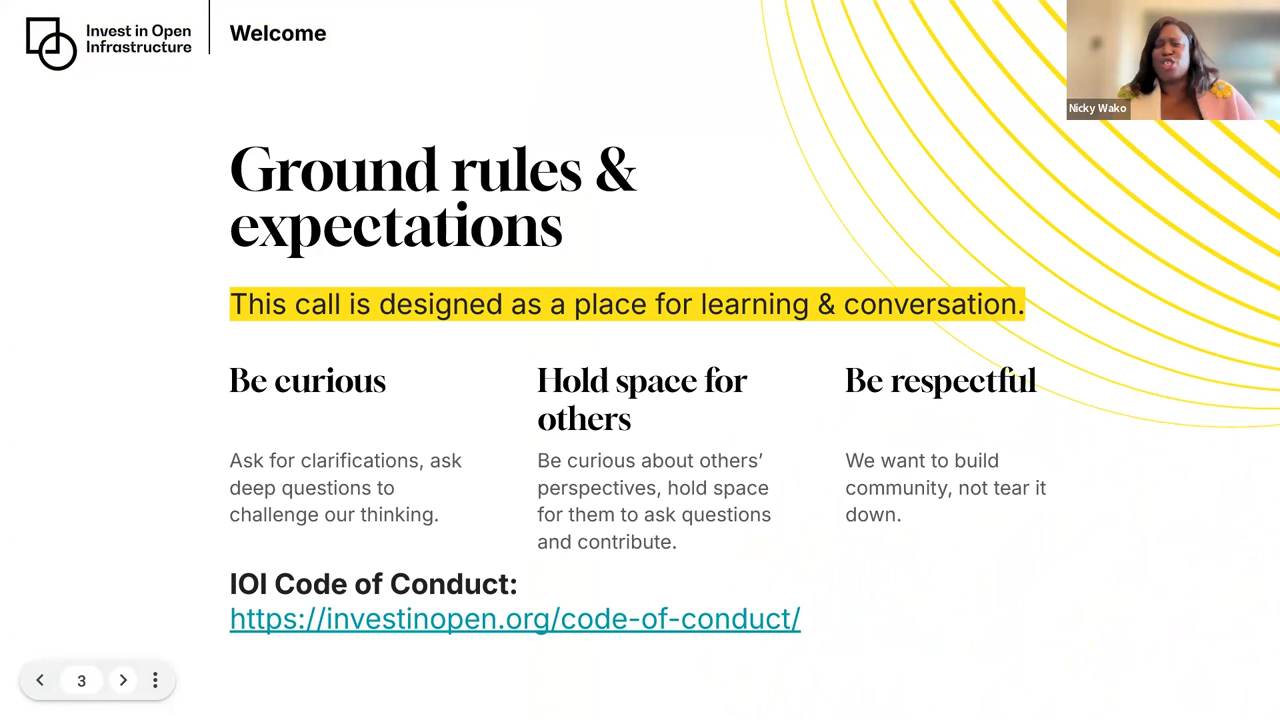 Invest in Open
Infrastructure
Welcome
Nicky Wako
Ground rules &
expectations
This call is designed as a place for learning & conversation.
Be curious
Ask for clarifications, ask
deep questions to
challenge our thinking.
Hold space for
others
Be curious about others’
perspectives, hold space
for them to ask questions
and contribute.
Be respectful
We want to build
community, not tear it
down.
IOI Code of Conduct:
https://investinopen.org/code-of-conduct/
3